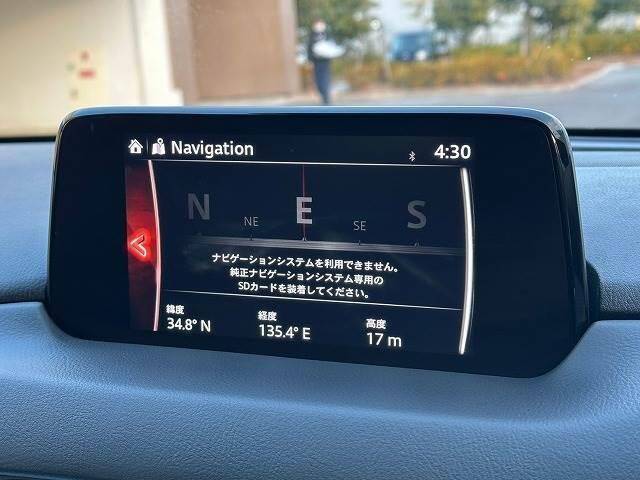 Navigation
4:30
N NE E SE S
ナビゲーションシステムを利用できません。
純正ナビゲーションシステム専用の
SDカードを装着してください。
緯度 経度 高度
34.8° N 135.4° E 17 m